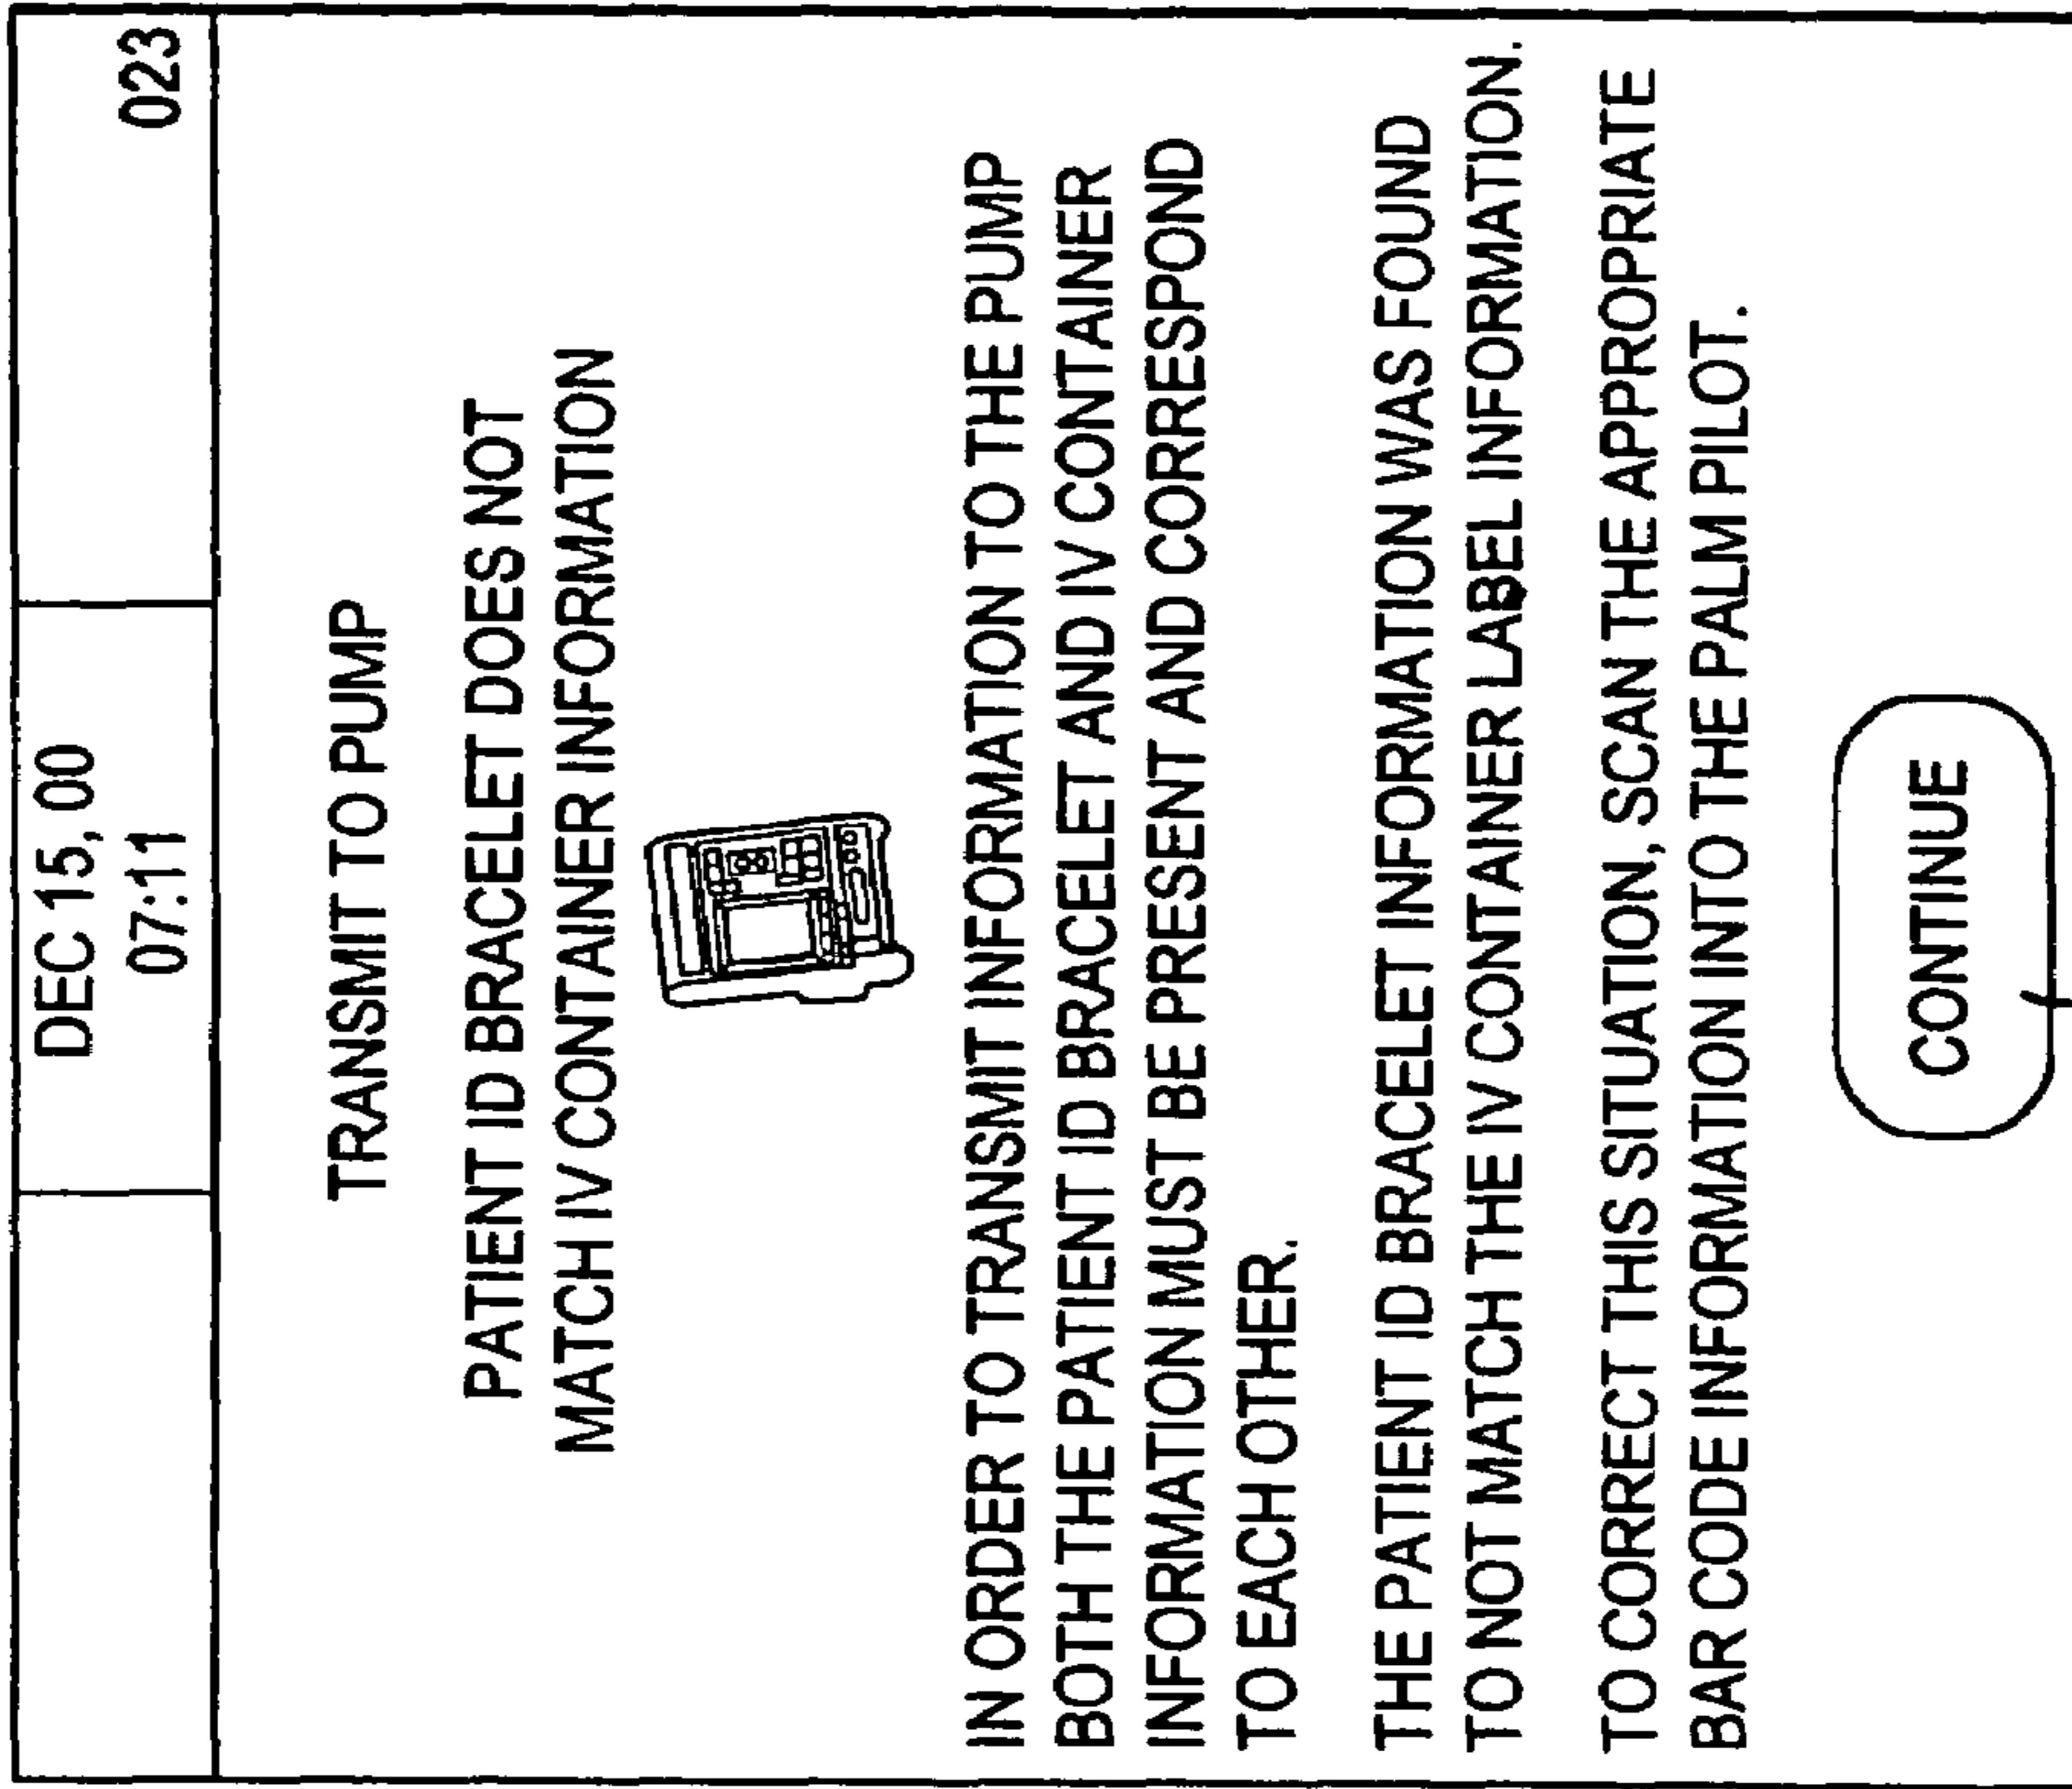 DEC 15, 00
07:11
023
TRANSMIT TO PUMP
PATIENT ID BRACELET DOES NOT
MATCH IV CONTAINER INFORMATION
IN ORDER TO TRANSMIT INFORMATION TO THE PUMP
BOTH THE PATIENT ID BRACELET AND IV CONTAINER
INFORMATION MUST BE PRESENT AND CORRESPOND
TO EACH OTHER.
THE PATIENT ID BRACELET INFORMATION WAS FOUND
TO NOT MATCH THE IV CONTAINER LABEL INFORMATION.
TO CORRECT THIS SITUATION, SCAN THE APPROPRIATE
BAR CODE INFORMATION INTO THE PALM PILOT.
CONTINUE